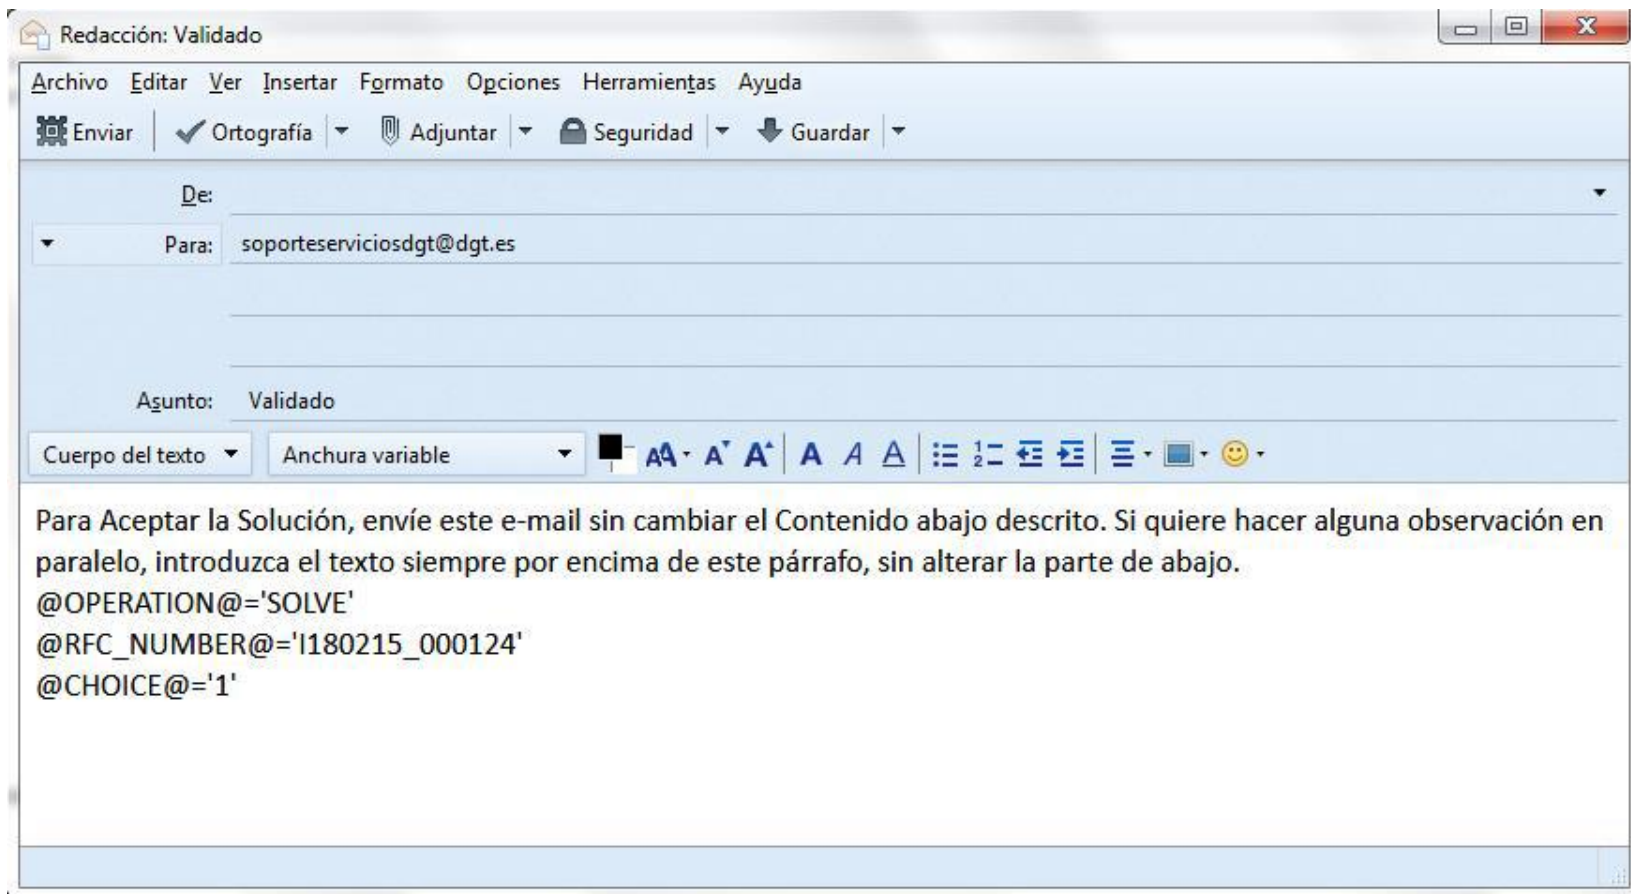 Redacción: Validado
Archivo Editar Ver Insertar Formato Opciones Herramientas Ayuda
Enviar Ortografía Adjuntar Seguridad Guardar
De:
Para: soporteserviciosdgt@dgt.es
Asunto: Validado
Cuerpo del texto Anchura variable
Para Aceptar la Solución, envíe este e-mail sin cambiar el Contenido abajo descrito. Si quiere hacer alguna observación en
paralelo, introduzca el texto siempre por encima de este párrafo, sin alterar la parte de abajo.
@OPERATION@='SOLVE'
@RFC_NUMBER@='I180215_000124'
@CHOICE@='1'